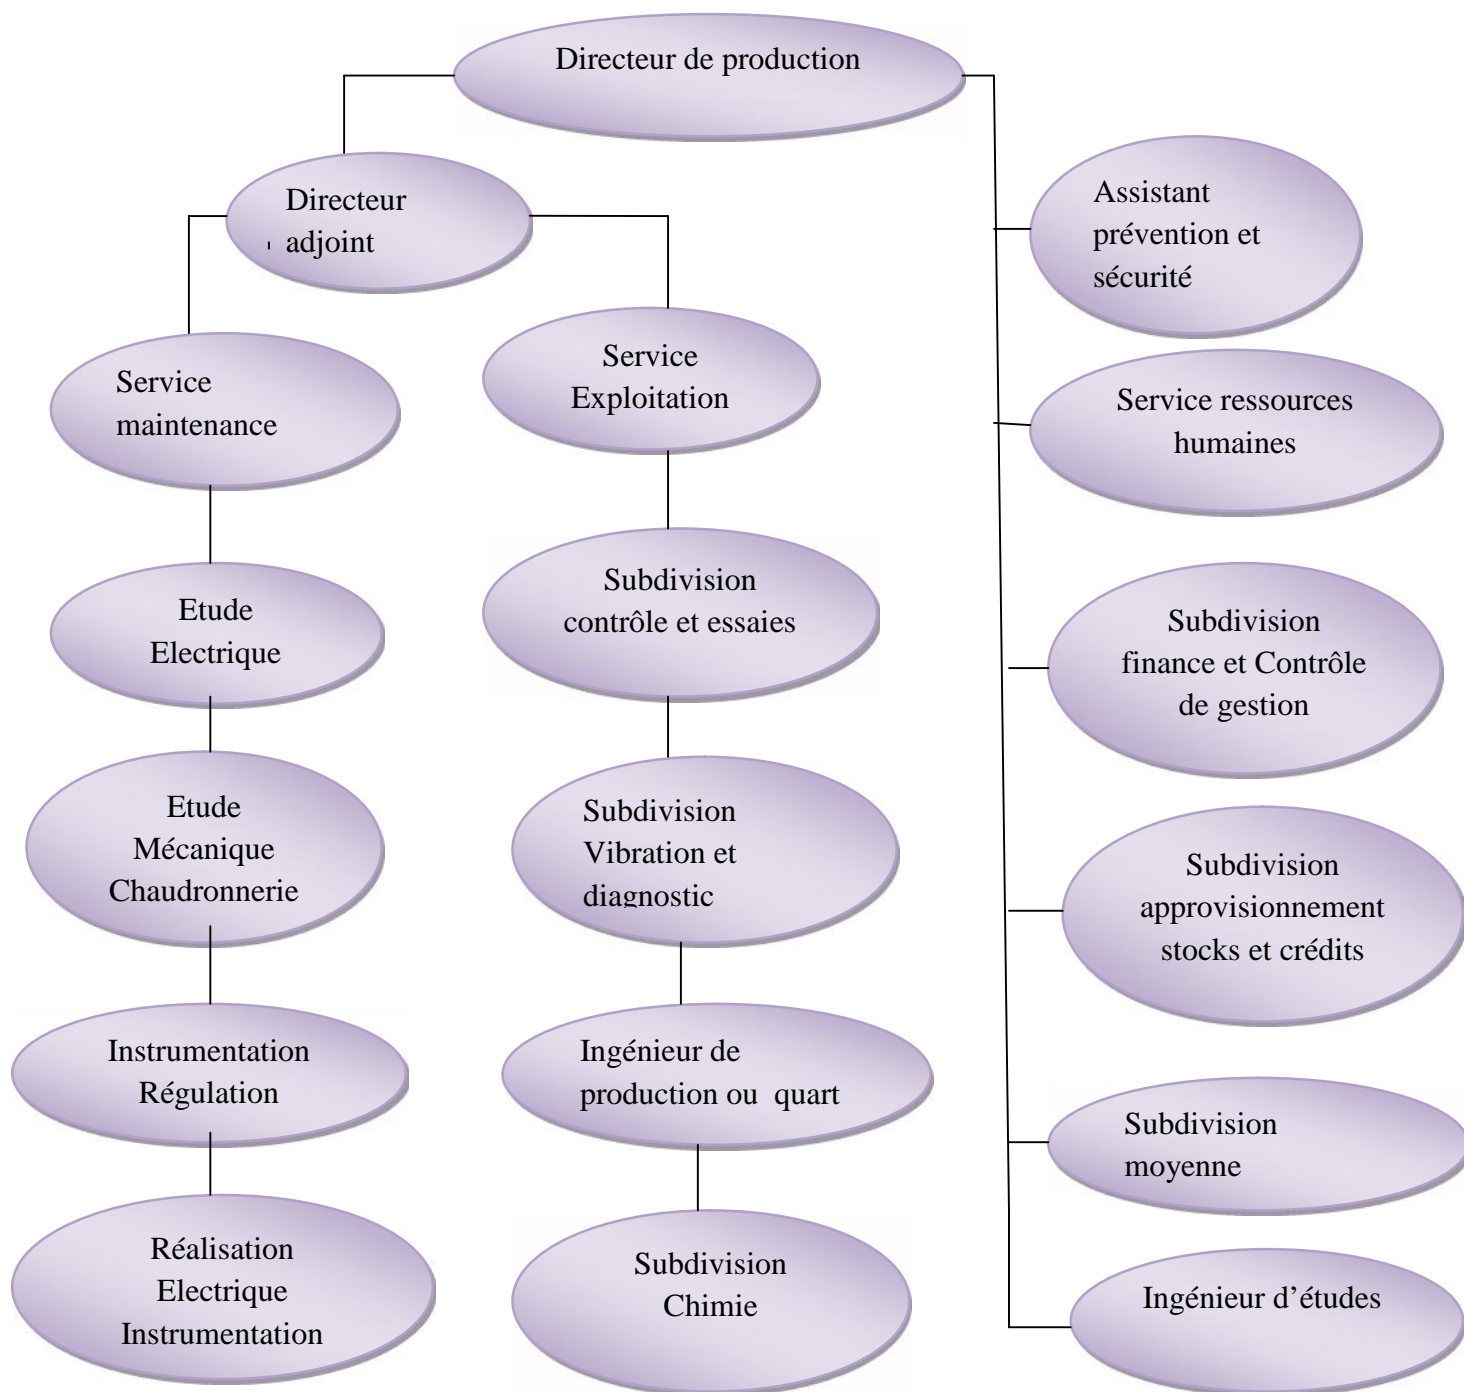 Directeur de production
Directeur
adjoint
Assistant
prévention et
sécurité
Service
maintenance
Service
Exploitation
Service ressources
humaines
Etude
Electrique
Subdivision
contrôle et essaies
Subdivision
finance et Contrôle
de gestion
Etude
Mécanique
Chaudronnerie
Subdivision
Vibration et
diagnostic
Subdivision
approvisionnement
stocks et crédits
Instrumentation
Régulation
Ingénieur de
production ou  quart
Subdivision
moyenne
Réalisation
Electrique
Instrumentation
Subdivision
Chimie
Ingénieur d’études